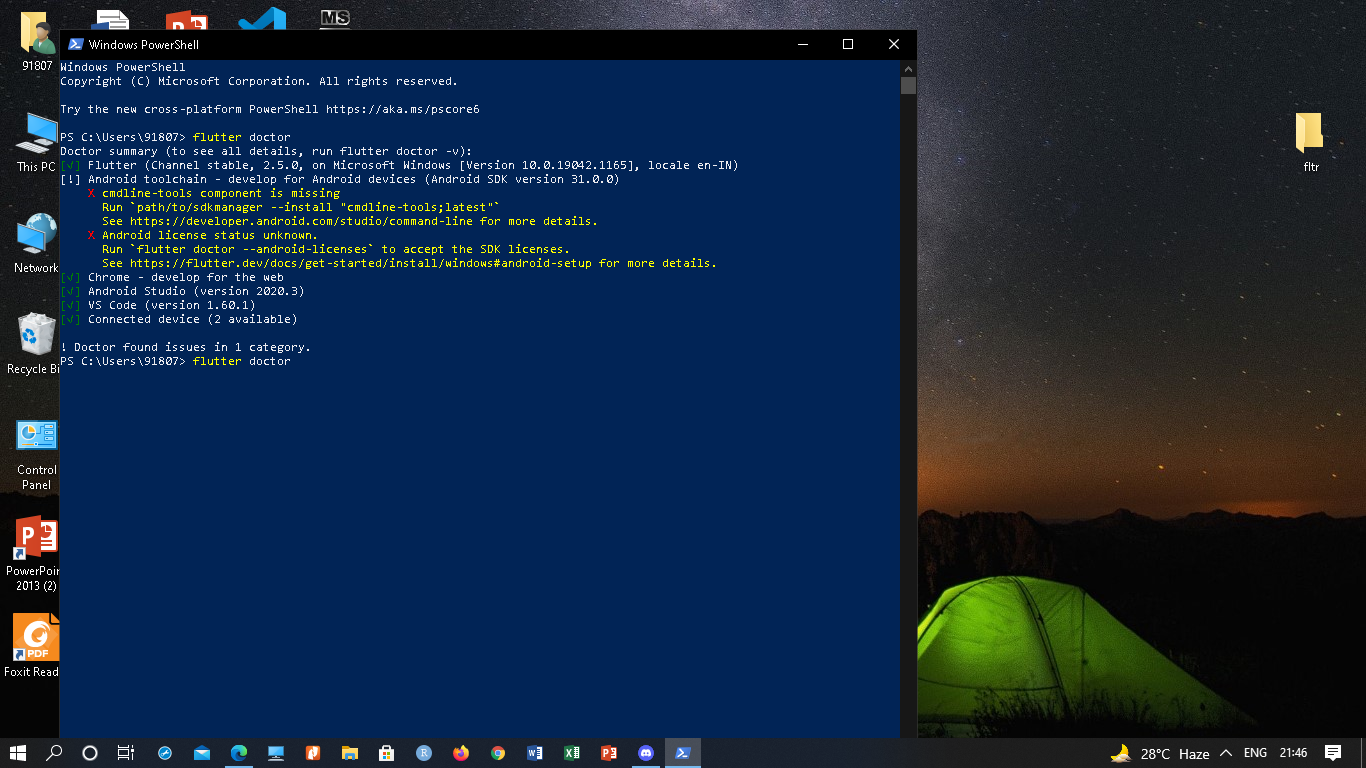 MS
91807
This PC
Network
Recycle Bi
Control
Panel
PowerPoin
2013 (2)
PDF
Foxit Read
Windows PowerShell
Windows PowerShell
Copyright (C) Microsoft Corporation. All rights reserved.
Try the new cross-platform PowerShell https://aka.ms/pscore6
PS C:\Users\91807> flutter doctor
Doctor summary (to see all details, run flutter doctor -v):
[√] Flutter (Channel stable, 2.5.0, on Microsoft Windows [Version 10.0.19042.1165], locale en-IN)
[!] Android toolchain - develop for Android devices (Android SDK version 31.0.0)
X cmdline-tools component is missing
Run `path/to/sdkmanager --install "cmdline-tools;latest"`
See https://developer.android.com/studio/command-line for more details.
X Android license status unknown.
Run `flutter doctor --android-licenses` to accept the SDK licenses.
See https://flutter.dev/docs/get-started/install/windows#android-setup for more details.
[√] Chrome - develop for the web
[√] Android Studio (version 2020.3)
[√] VS Code (version 1.60.1)
[√] Connected device (2 available)
! Doctor found issues in 1 category.
PS C:\Users\91807> flutter doctor
fltr
28°C Haze ENG 21:46